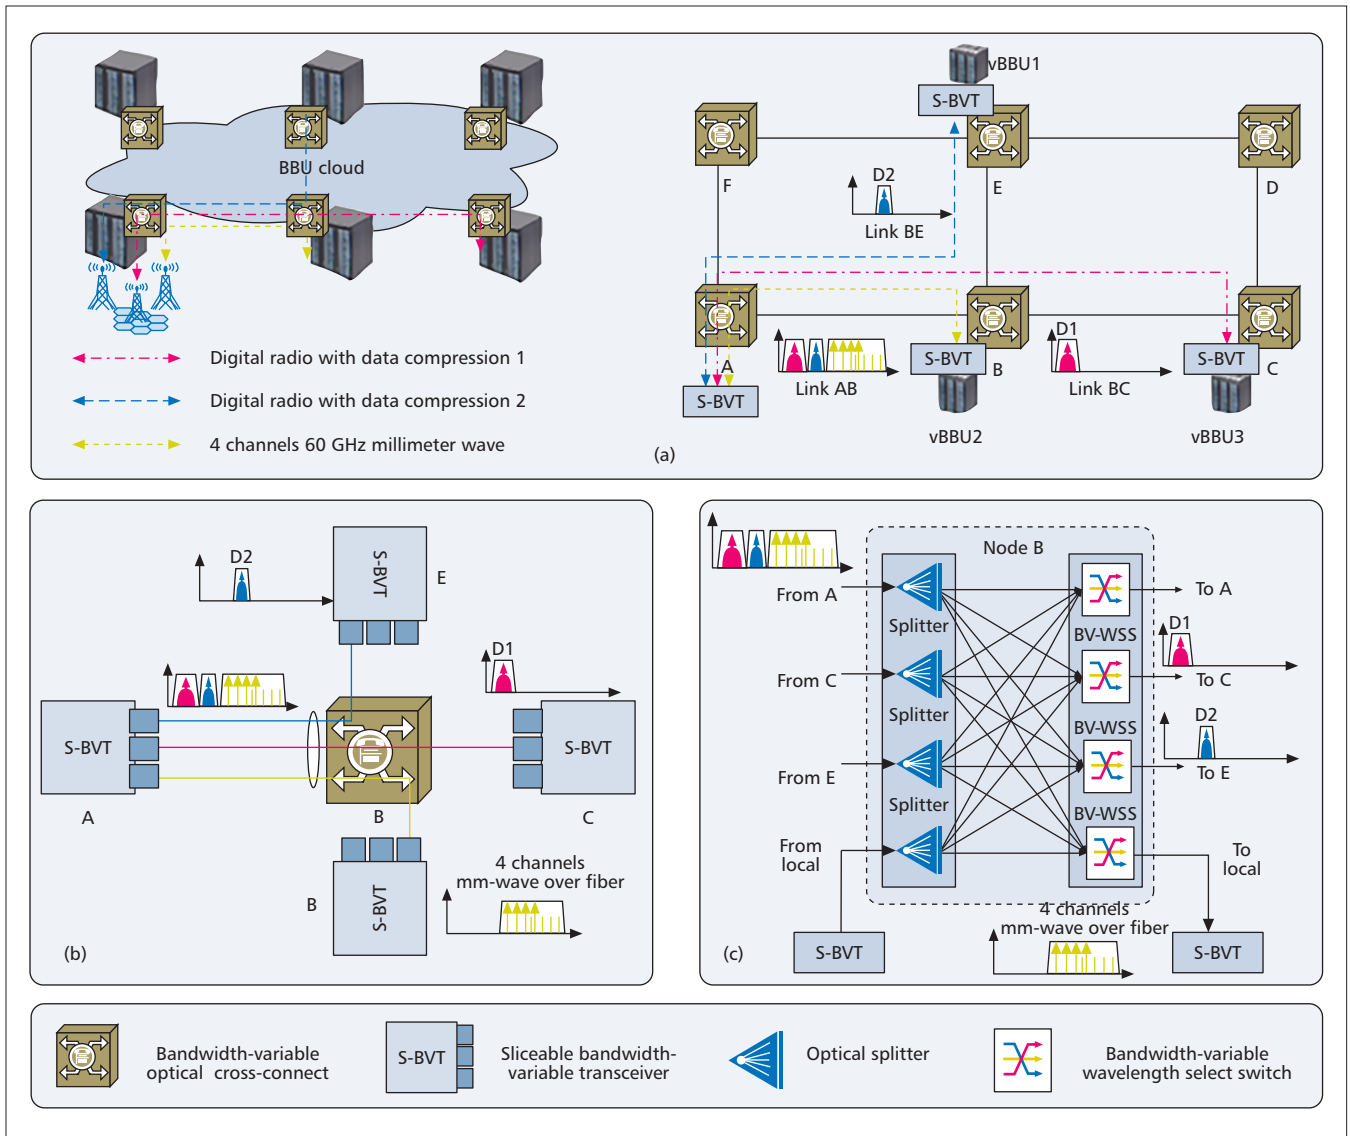 vBBU1
S-BVT
BBU cloud
F
E
D
D2
Link BE
Digital radio with data compression 1
Digital radio with data compression 2
4 channels 60 GHz millimeter wave
A
S-BVT
Link AB
S-BVT
B
vBBU2
D1
Link BC
S-BVT
C
vBBU3
(a)
D2
S-BVT
E
D1
S-BVT
A
B
S-BVT
C
B
S-BVT
4 channels
mm-wave over fiber
(b)
Node B
From A
Splitter
To A
BV-WSS
D1
From C
Splitter
To C
BV-WSS
D2
From E
Splitter
To E
BV-WSS
From
local
To
local
4 channels
mm-wave over fiber
S-BVT
S-BVT
(c)
Bandwidth-variable
optical cross-connect
S-BVT
Sliceable bandwidth-
variable transceiver
Optical splitter
Bandwidth-variable
wavelength select switch